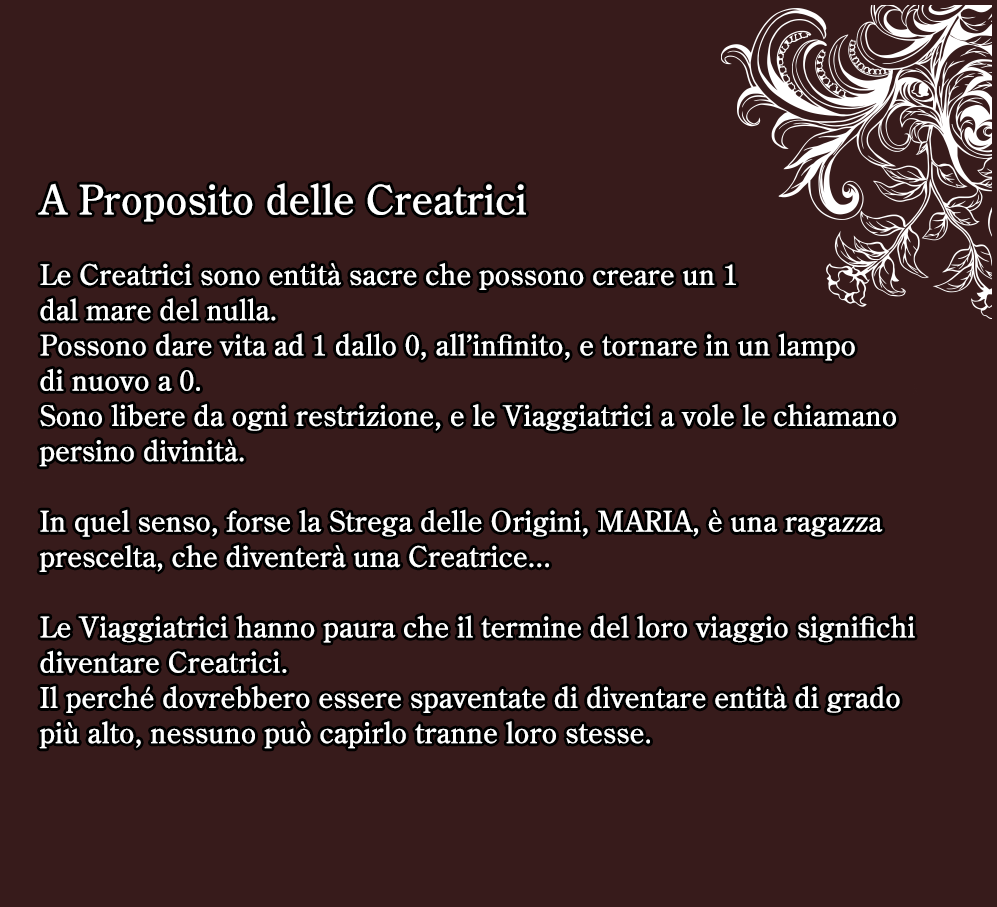 A Proposito delle Creatrici
Le Creatrici sono entità sacre che possono creare un 1
dal mare del nulla.
Possono dare vita ad 1 dallo 0, all’infinito, e tornare in un lampo
di nuovo a 0.
Sono libere da ogni restrizione, e le Viaggiatrici a vole le chiamano
persino divinità.
In quel senso, forse la Strega delle Origini, MARIA, è una ragazza
prescelta, che diventerà una Creatrice...
Le Viaggiatrici hanno paura che il termine del loro viaggio significhi
diventare Creatrici.
Il perché dovrebbero essere spaventate di diventare entità di grado
più alto, nessuno può capirlo tranne loro stesse.